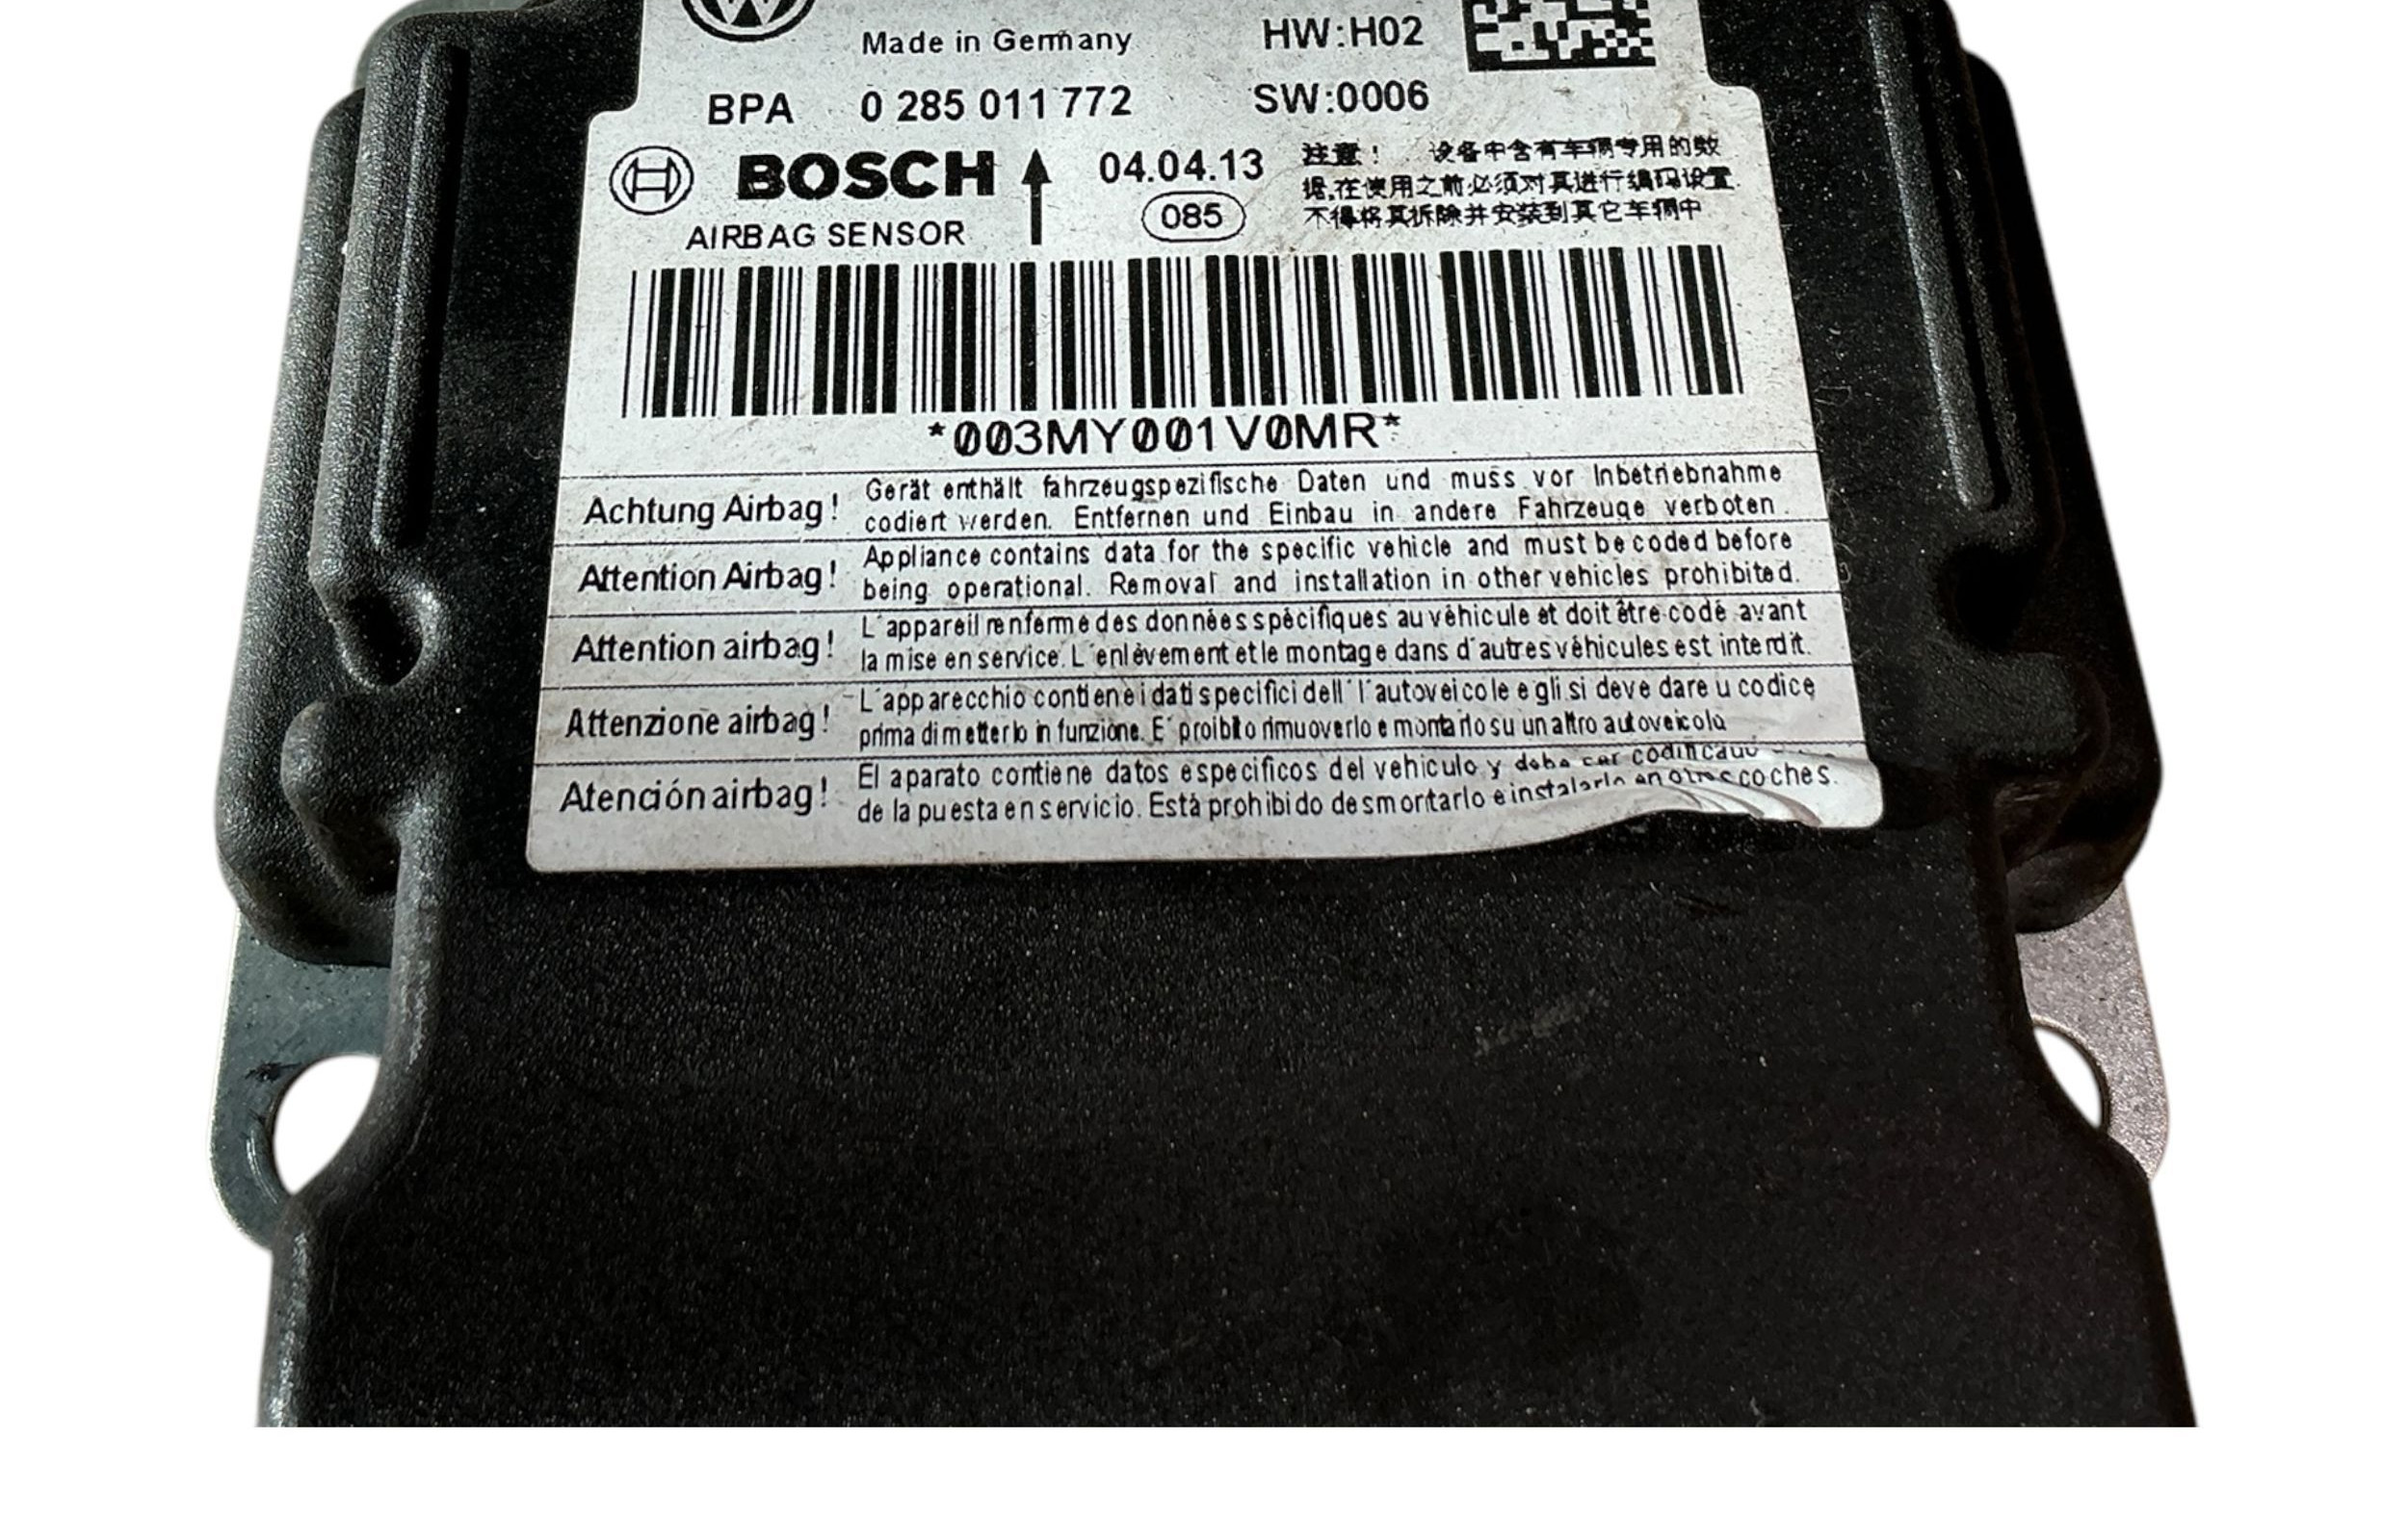 Made in Germany HW:H02
BPA 0 285 011 772 SW:0006
BOSCH 04.04.13
AIRBAG SENSOR 085
注意! 设备中含有车辆专用的数
据,在使用之前必须对其进行编码设置.
不得将其拆除并安装到其它车辆中
*003MY001V0MR*
Achtung Airbag! Gerät enthält fahrzeugspezifische Daten und muss vor Inbetriebnahme
codiert werden. Entfernen und Einbau in andere Fahrzeuge verboten.
Attention Airbag! Appliance contains data for the specific vehicle and must be coded before
being operational. Removal and installation in other vehicles prohibited.
Attention airbag! L'appareil renferme des données spécifiques au véhicule et doit être codé avant
la mise en service. L'enlèvement et le montage dans d'autres véhicules est interdit.
Attenzione airbag! L'apparecchio contiene i dati specifici dell' l'autoveicolo e gli si deve dare u codice
prima di metterlo in funzione. E' proibito rimuoverlo e montarlo su un altro autoveicolo
Atención airbag! El aparato contiene datos especificos del vehiculo y debe ser codificado
de la puesta en servicio. Está prohibido desmontarlo e instalarlo en otros coches.